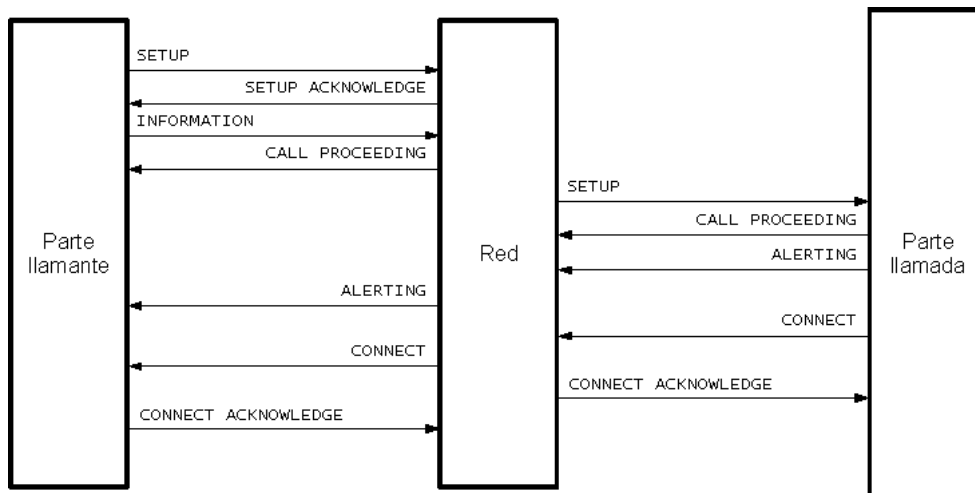 SETUP
SETUP ACKNOWLEDGE
INFORMATION
CALL PROCEEDING
SETUP
CALL PROCEEDING
Parte
llamante
Red
ALERTING
Parte
llamada
ALERTING
CONNECT
CONNECT
CONNECT ACKNOWLEDGE
CONNECT ACKNOWLEDGE